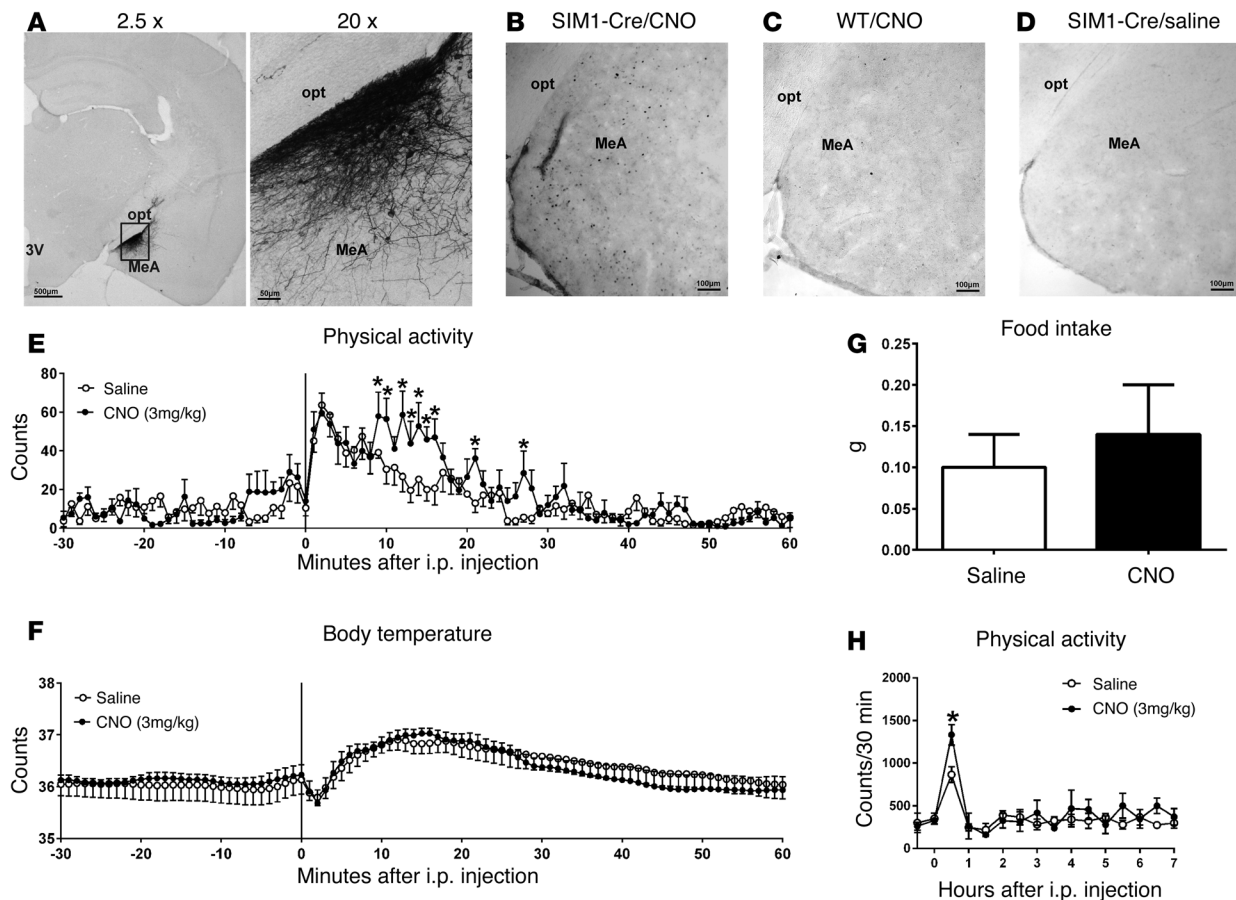 A
2.5 x
20 x
opt
MeA
3V
500µm
opt
MeA
50µm
B
SIM1-Cre/CNO
opt
MeA
100µm
C
WT/CNO
opt
MeA
100µm
D
SIM1-Cre/saline
opt
MeA
100µm
E
Physical activity
Saline
CNO (3mg/kg)
* * * * * * * * *
Counts
80
60
40
20
0
-30 -20 -10 0 10 20 30 40 50 60
Minutes after i.p. injection
F
Body temperature
Saline
CNO (3mg/kg)
Counts
38
37
36
35
-30 -20 -10 0 10 20 30 40 50 60
Minutes after i.p. injection
G
Food intake
g
0.25
0.20
0.15
0.10
0.05
0.00
Saline CNO
H
Physical activity
Saline
CNO (3mg/kg)
*
Counts/30 min
2000
1500
1000
500
0
0 1 2 3 4 5 6 7
Hours after i.p. injection